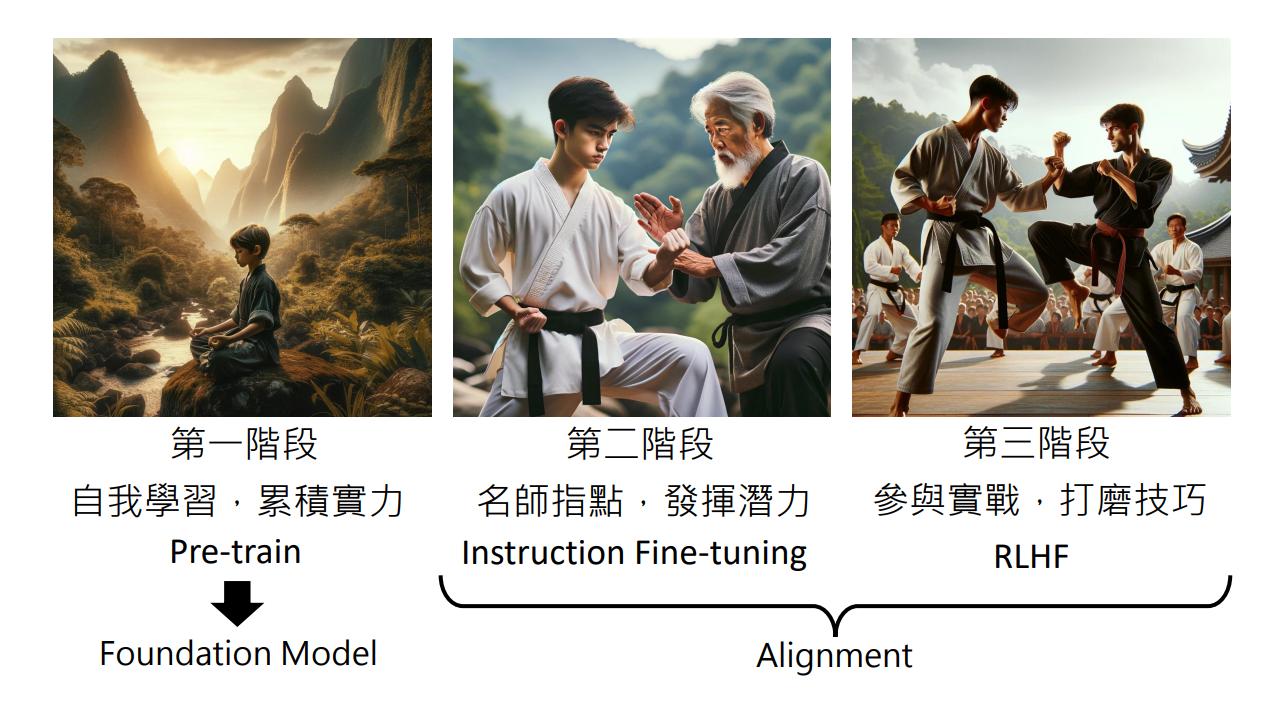 第一階段
自我學習，累積實力
Pre-train
Foundation Model
第二階段
名師指點，發揮潛力
Instruction Fine-tuning
第三階段
參與實戰，打磨技巧
RLHF
Alignment